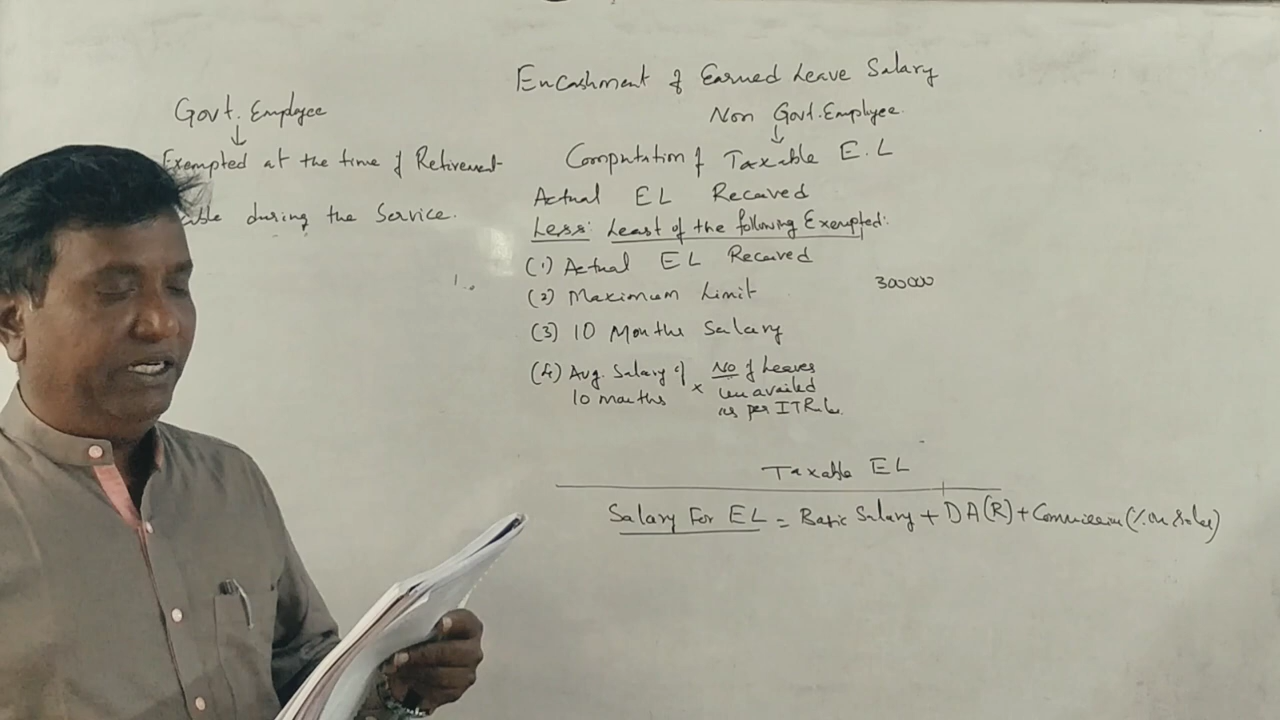 Encashment of Earned Leave Salary
Govt. Employee
↓
Exempted at the time of Retirement
during the Service.
Non Govt. Employee.
↓
Computation of Taxable E.L
Actual EL Received
Less: Least of the following Exempted:
(1) Actual EL Received
(2) Maximum Limit 300000
(3) 10 Months Salary
(4) Avg. Salary of 10 months × No of Leaves unavailed as per IT Rule.
Taxable EL
Salary For EL = Basic Salary + DA(R) + Commission (% on Sales)